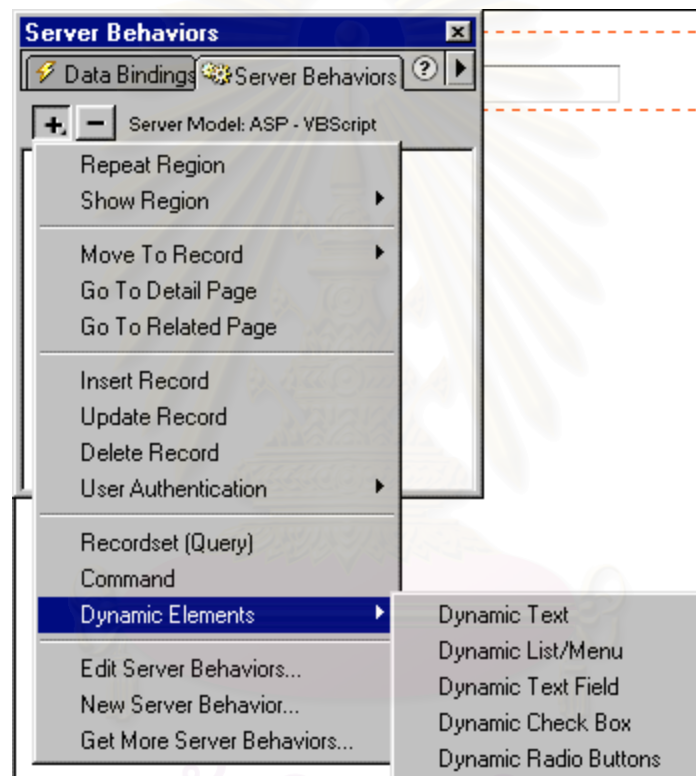 Server Behaviors
Data Bindings Server Behaviors ?
+ - Server Model: ASP - VBScript
Repeat Region
Show Region
Move To Record
Go To Detail Page
Go To Related Page
Insert Record
Update Record
Delete Record
User Authentication
Recordset (Query)
Command
Dynamic Elements
Dynamic Text
Dynamic List/Menu
Dynamic Text Field
Dynamic Check Box
Dynamic Radio Buttons
Edit Server Behaviors...
New Server Behavior...
Get More Server Behaviors...